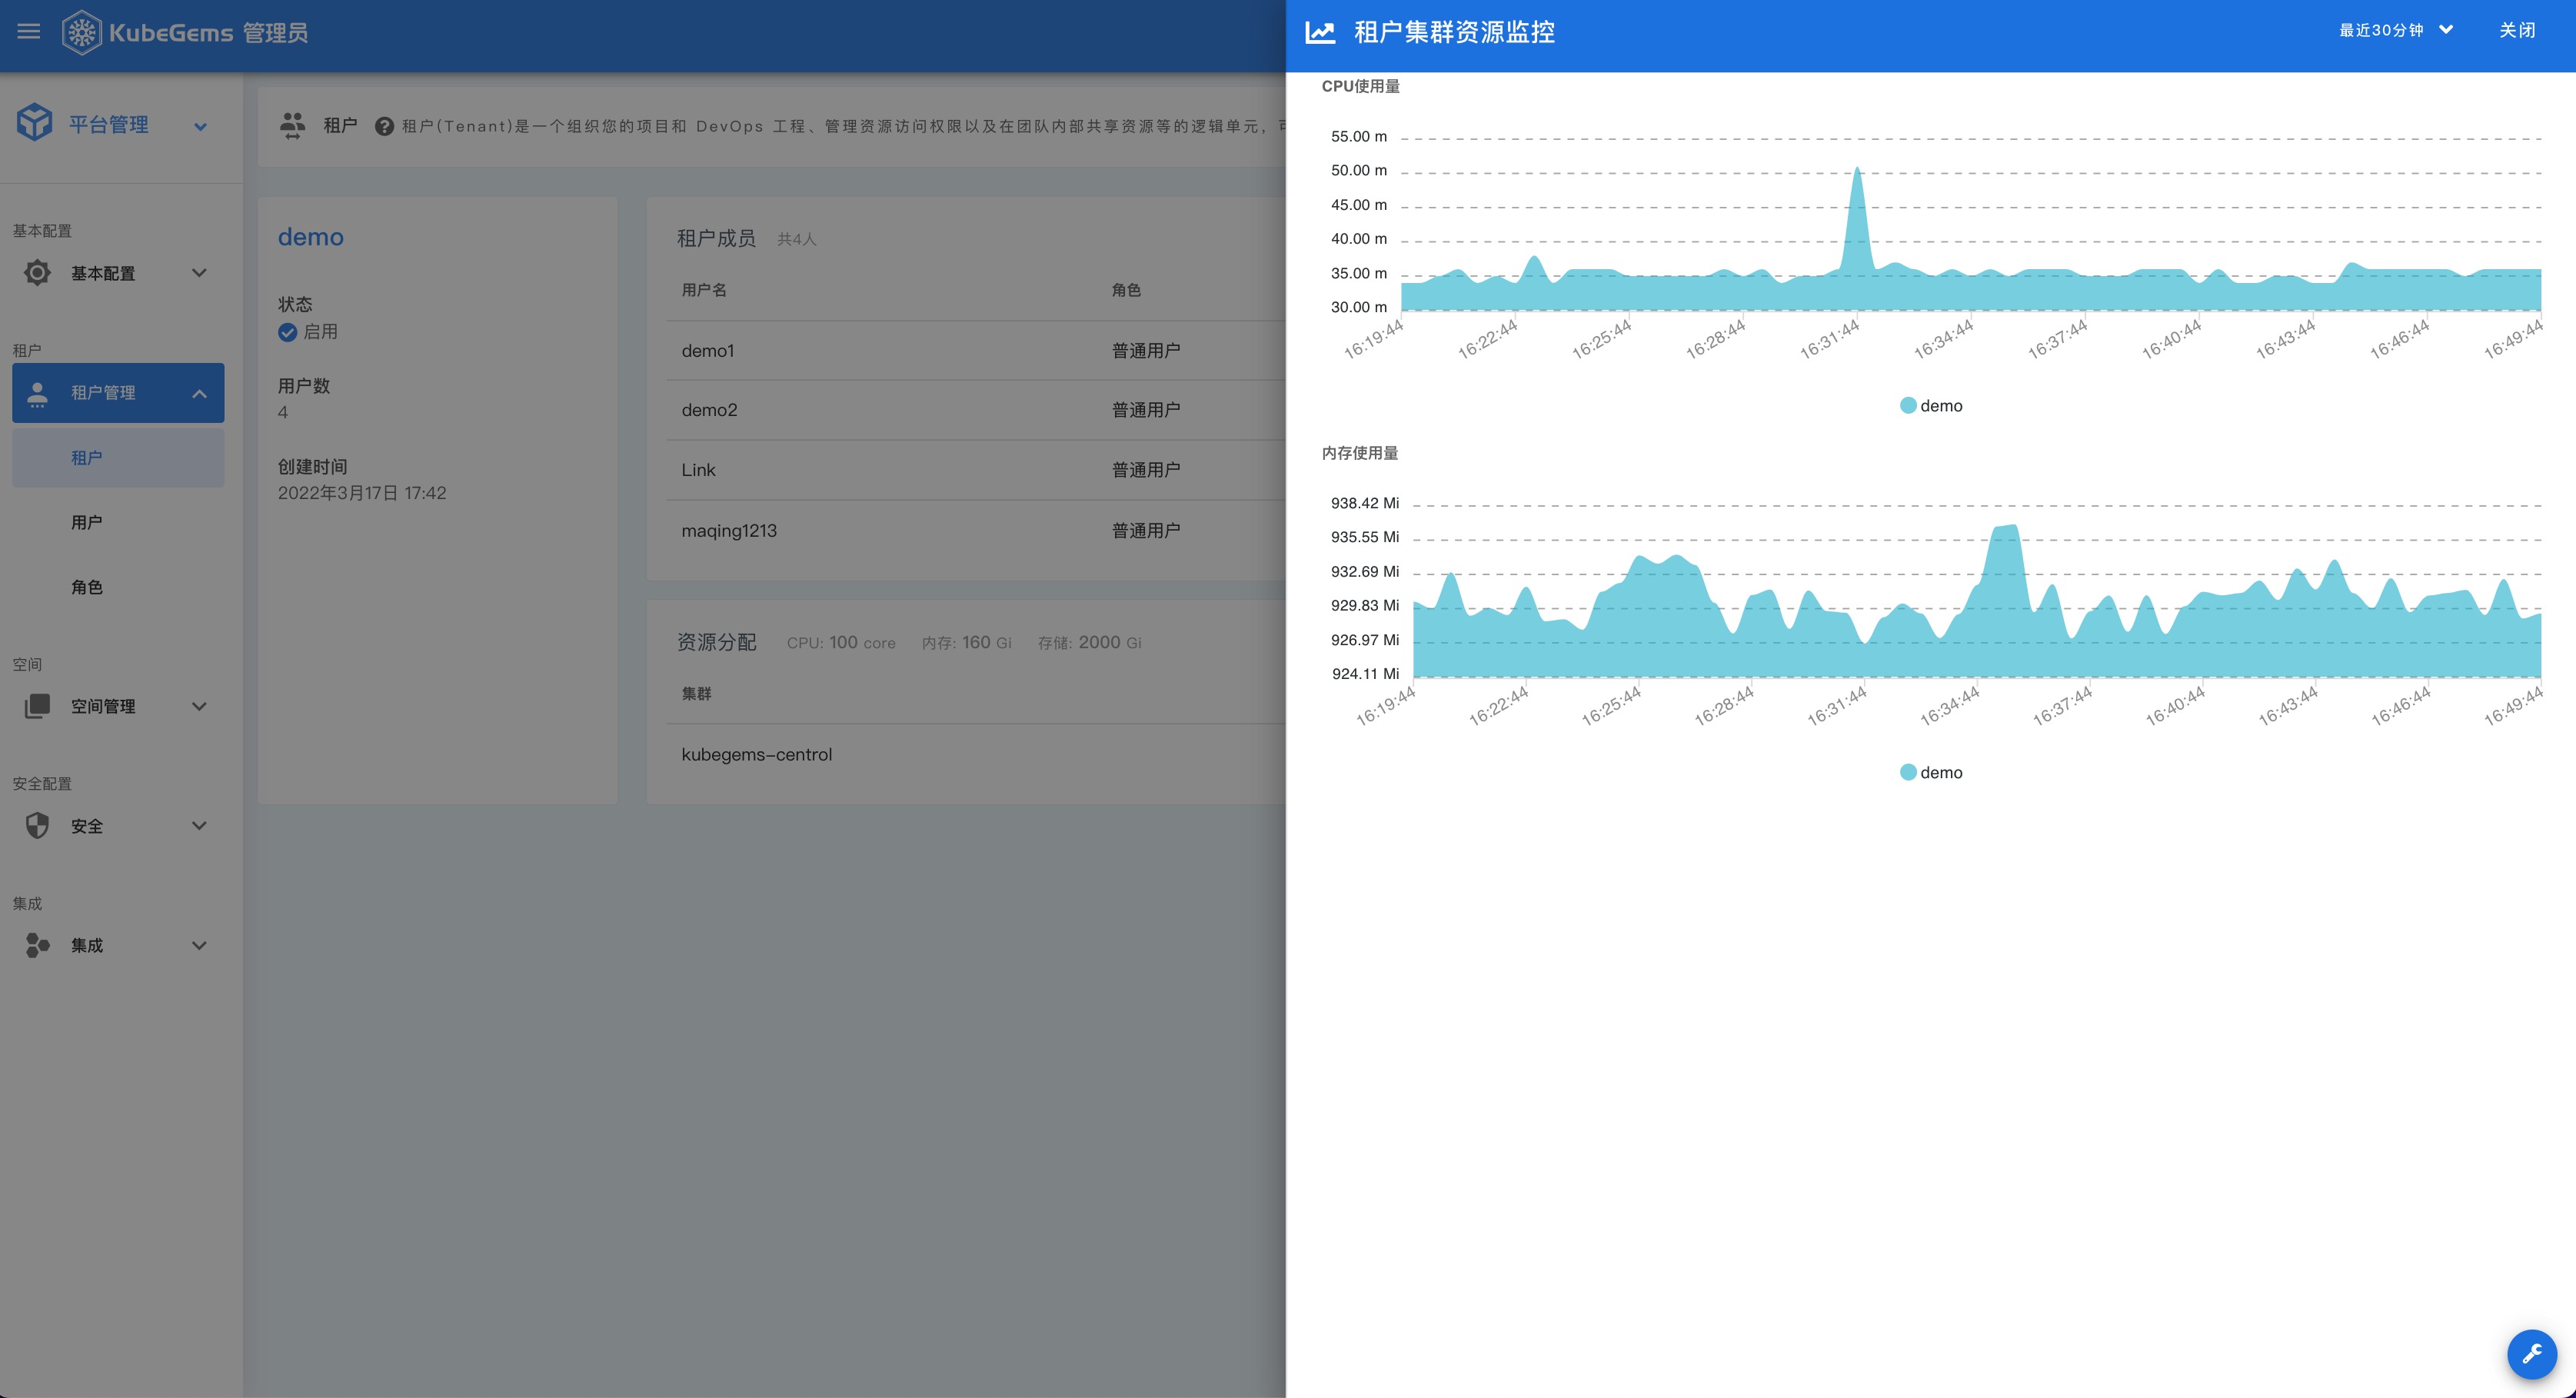 KubeGems 管理员
平台管理
基本配置
基本配置
租户
租户管理
租户
用户
角色
空间
空间管理
安全配置
安全
集成
集成
租户
租户(Tenant)是一个组织您的项目和 DevOps 工程、管理资源访问权限以及在团队内部共享资源等的逻辑单元，
demo
状态
启用
用户数
4
创建时间
2022年3月17日 17:42
租户成员 共4人
用户名 角色
demo1 普通用户
demo2 普通用户
Link 普通用户
maqing1213 普通用户
资源分配 CPU: 100 core 内存: 160 Gi 存储: 2000 Gi
集群
kubegems-centrol
租户集群资源监控
最近30分钟
关闭
CPU使用量
55.00 m
50.00 m
45.00 m
40.00 m
35.00 m
30.00 m
16:19:44 16:22:44 16:25:44 16:28:44 16:31:44 16:34:44 16:37:44 16:40:44 16:43:44 16:46:44 16:49:44
demo
内存使用量
938.42 Mi
935.55 Mi
932.69 Mi
929.83 Mi
926.97 Mi
924.11 Mi
16:19:44 16:22:44 16:25:44 16:28:44 16:31:44 16:34:44 16:37:44 16:40:44 16:43:44 16:46:44 16:49:44
demo